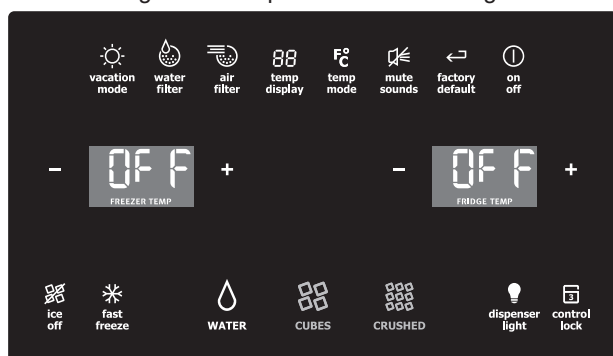 88 F° C
vacation mode
water filter
air filter
temp display
temp mode
mute sounds
factory default
on off
- OFF +
FREEZER TEMP
- OFF +
FRIDGE TEMP
3
ice off
fast freeze
WATER
CUBES
CRUSHED
dispenser light
control lock